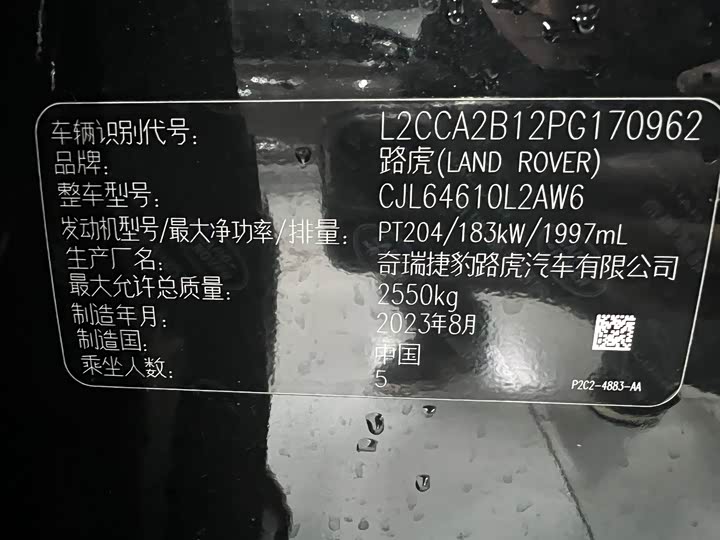 车辆识别代号: L2CCA2B12PG170962
品牌: 路虎(LAND ROVER)
整车型号: CJL64610L2AW6
发动机型号/最大净功率/排量: PT204/183kW/1997mL
生产厂名: 奇瑞捷豹路虎汽车有限公司
最大允许总质量: 2550kg
制造年月: 2023年8月
制造国: 中国
乘坐人数: 5
P2C2-4883-AA